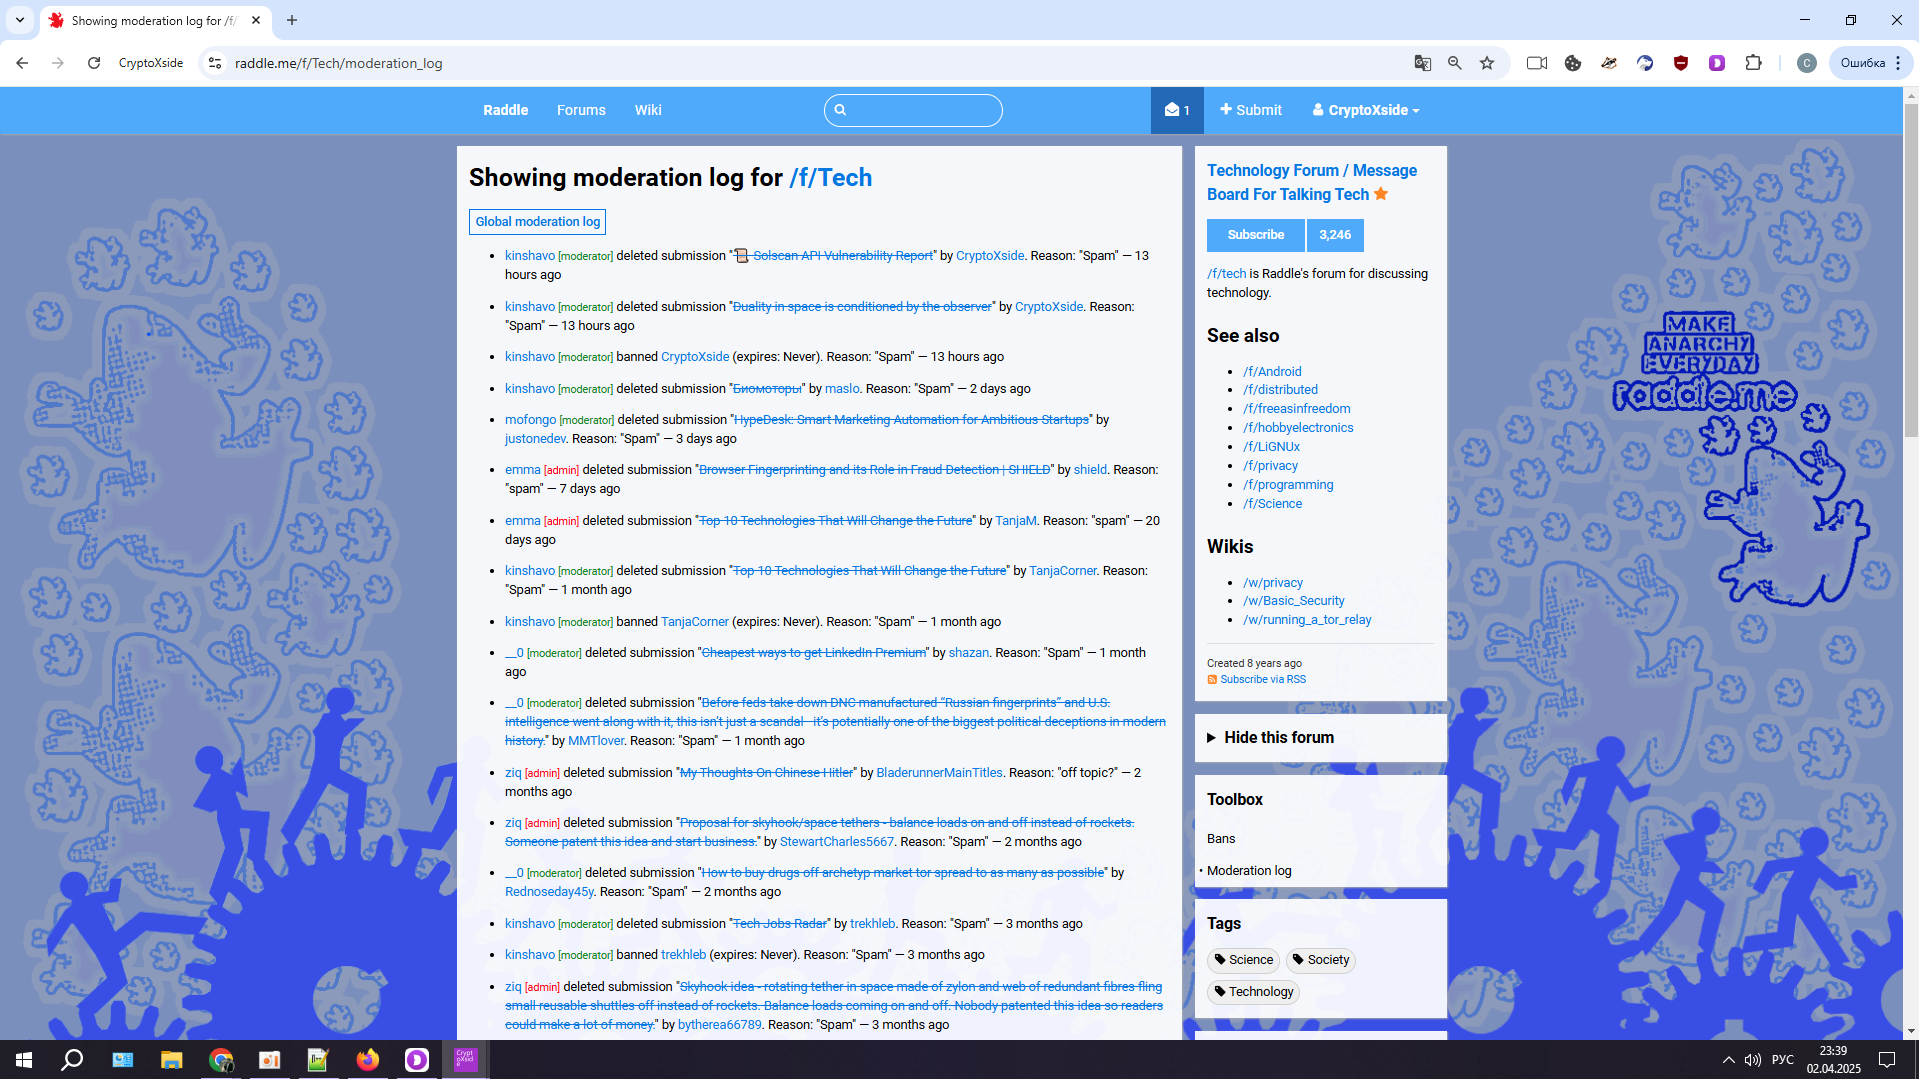 Showing moderation log for /f/
CryptoXside
raddle.me/f/Tech/moderation_log
C
Ошибка
Raddle
Forums
Wiki
1
Submit
CryptoXside
Showing moderation log for /f/Tech
Global moderation log
kinshavo [moderator] deleted submission "📜 Solscan API Vulnerability Report" by CryptoXside. Reason: "Spam" — 13
hours ago
kinshavo [moderator] deleted submission "Duality in space is conditioned by the observer" by CryptoXside. Reason:
"Spam" — 13 hours ago
kinshavo [moderator] banned CryptoXside (expires: Never). Reason: "Spam" — 13 hours ago
kinshavo [moderator] deleted submission "Биомоторы" by maslo. Reason: "Spam" — 2 days ago
mofongo [moderator] deleted submission "HypeDesk: Smart Marketing Automation for Ambitious Startups" by
justonedev. Reason: "Spam" — 3 days ago
emma [admin] deleted submission "Browser Fingerprinting and its Role in Fraud Detection | SHIELD" by shield. Reason:
"spam" — 7 days ago
emma [admin] deleted submission "Top 10 Technologies That Will Change the Future" by TanjaM. Reason: "spam" — 20
days ago
kinshavo [moderator] deleted submission "Top 10 Technologies That Will Change the Future" by TanjaCorner. Reason:
"Spam" — 1 month ago
kinshavo [moderator] banned TanjaCorner (expires: Never). Reason: "Spam" — 1 month ago
__0 [moderator] deleted submission "Cheapest ways to get LinkedIn Premium" by shazan. Reason: "Spam" — 1 month
ago
__0 [moderator] deleted submission "Before feds take down DNC manufactured “Russian fingerprints” and U.S.
intelligence went along with it, this isn't just a scandal - it's potentially one of the biggest political deceptions in modern
history." by MMTlover. Reason: "Spam" — 1 month ago
ziq [admin] deleted submission "My Thoughts On Chinese Hitler" by BladerunnerMainTitles. Reason: "off topic?" — 2
months ago
ziq [admin] deleted submission "Proposal for skyhook/space tethers - balance loads on and off instead of rockets.
Someone patent this idea and start business." by StewartCharles5667. Reason: "Spam" — 2 months ago
__0 [moderator] deleted submission "How to buy drugs off archetyp market tor spread to as many as possible" by
Rednoseday45y. Reason: "Spam" — 2 months ago
kinshavo [moderator] deleted submission "Tech Jobs Radar" by trekhleb. Reason: "Spam" — 3 months ago
kinshavo [moderator] banned trekhleb (expires: Never). Reason: "Spam" — 3 months ago
ziq [admin] deleted submission "Skyhook idea - rotating tether in space made of zylon and web of redundant fibres fling
small reusable shuttles off instead of rockets. Balance loads coming on and off. Nobody patented this idea so readers
could make a lot of money." by bytherea66789. Reason: "Spam" — 3 months ago
Technology Forum / Message
Board For Talking Tech
Subscribe
3,246
/f/tech is Raddle's forum for discussing
technology.
See also
/f/Android
/f/distributed
/f/freeasinfreedom
/f/hobbyelectronics
/f/LiGNUx
/f/privacy
/f/programming
/f/Science
Wikis
/w/privacy
/w/Basic_Security
/w/running_a_tor_relay
Created 8 years ago
Subscribe via RSS
Hide this forum
Toolbox
Bans
Moderation log
Tags
Science
Society
Technology
MAKE
ANARCHY
EVERYDAY
raddle.me
Crypt
oXsid
e
РУС
23:39
02.04.2025